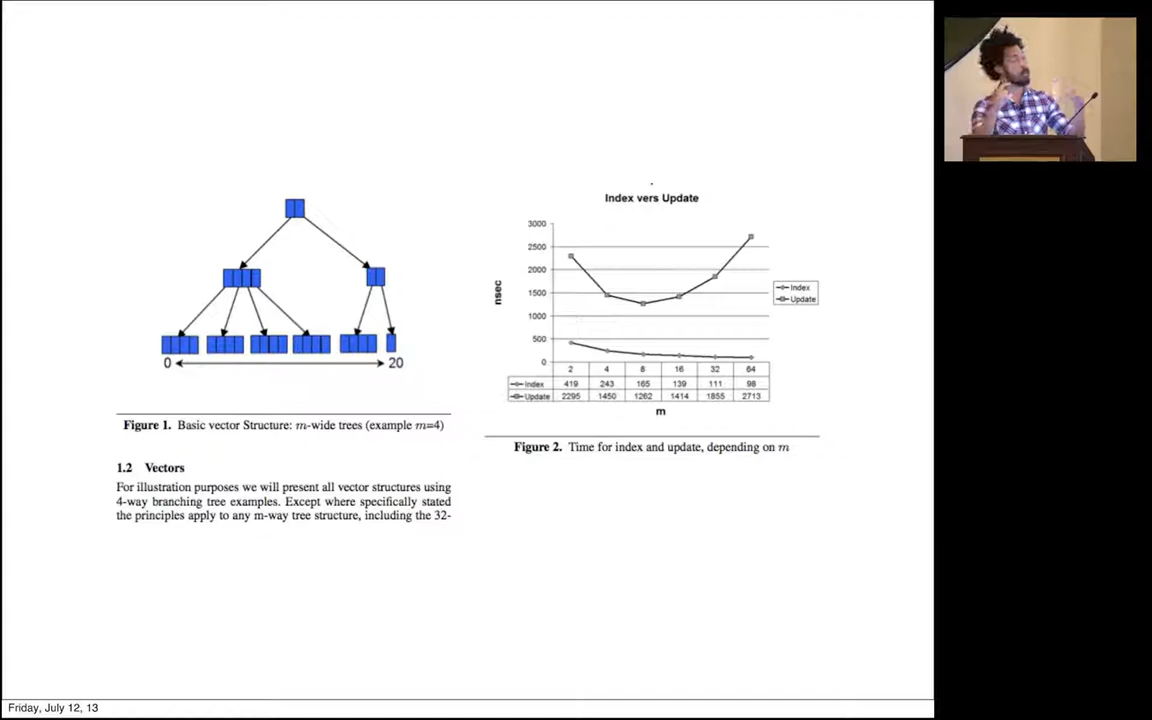 0
20
Figure 1. Basic vector Structure: m-wide trees (example m=4)
1.2 Vectors
For illustration purposes we will present all vector structures using
4-way branching tree examples. Except where specifically stated
the principles apply to any m-way tree structure, including the 32-
Index vers Update
3000
2500
2000
1500
1000
500
0
nsec
Index
Update
2 4 8 16 32 64
Index 419 243 165 139 111 98
Update 2295 1450 1262 1414 1855 2713
m
Figure 2. Time for index and update, depending on m
Friday, July 12, 13